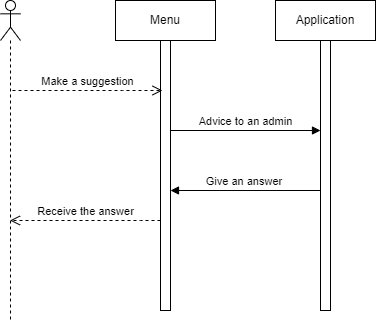 Menu
Application
Make a suggestion
Advice to an admin
Give an answer
Receive the answer